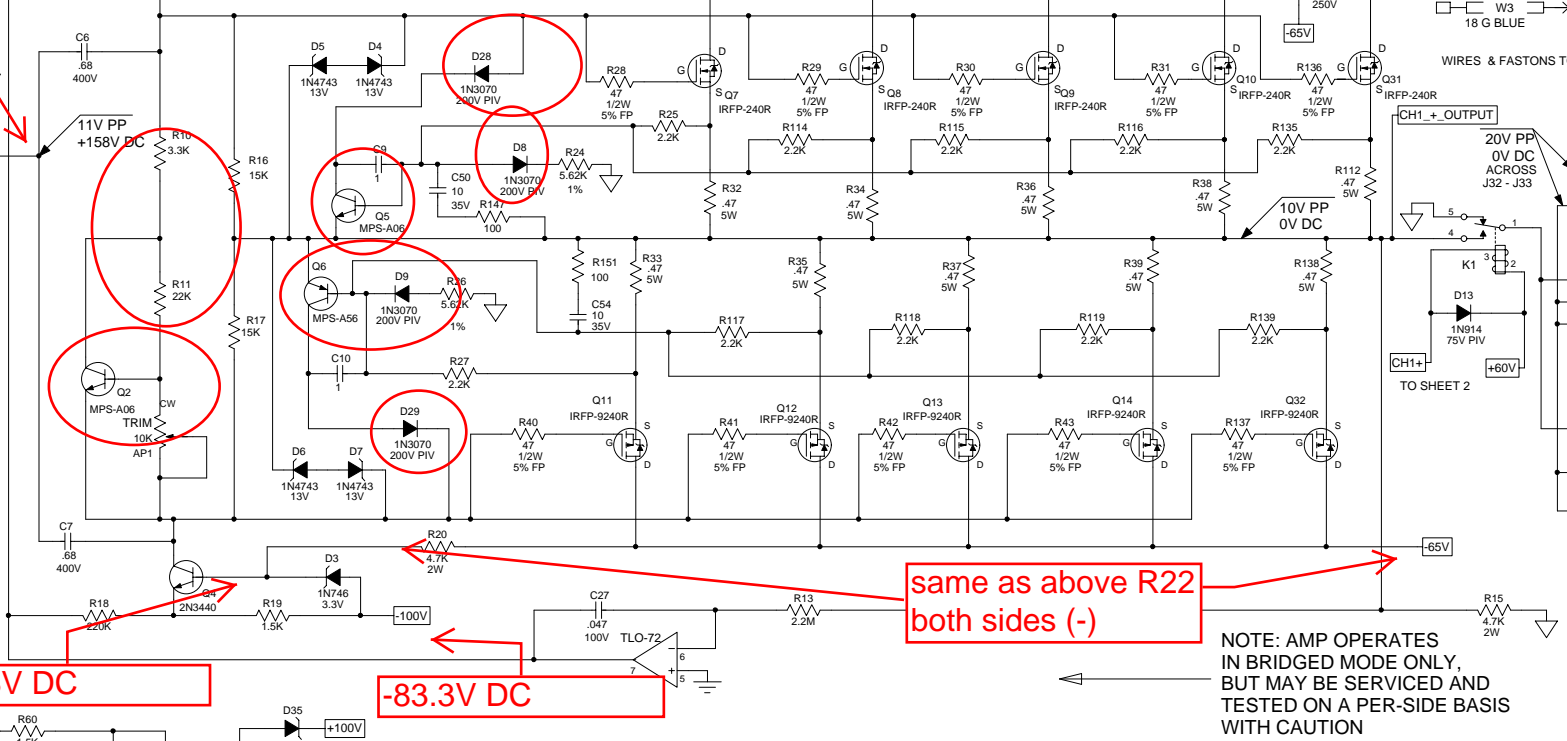 250V
W3
18 G BLUE
-65V
WIRES & FASTONS
C6
.68
400V
D5
1N4743
13V
D4
1N4743
13V
D28
1N3070
200V PIV
R28
47
1/2W
5% FP
G
D
S
Q7
IRFP-240R
R29
47
1/2W
5% FP
G
D
S
Q8
IRFP-240R
R30
47
1/2W
5% FP
G
D
S
Q9
IRFP-240R
R31
47
1/2W
5% FP
G
D
S
Q10
IRFP-240R
R136
47
1/2W
5% FP
G
D
S
Q31
IRFP-240R
11V PP
+158V DC
R10
3.3K
R16
15K
C9
1
C50
10
35V
D8
1N3070
200V PIV
R24
5.62K
1%
R25
2.2K
R114
2.2K
R115
2.2K
R116
2.2K
R135
2.2K
CH1_+_OUTPUT
20V PP
0V DC
ACROSS
J32 - J33
Q5
MPS-A06
R147
100
R32
.47
5W
R34
.47
5W
R36
.47
5W
R38
.47
5W
R112
.47
5W
10V PP
0V DC
5
4
1
3
2
K1
R11
22K
R17
15K
Q6
MPS-A56
D9
1N3070
200V PIV
R26
5.62K
1%
R151
100
C54
10
35V
R33
.47
5W
R35
.47
5W
R37
.47
5W
R39
.47
5W
R138
.47
5W
D13
1N914
75V PIV
CH1+
+60V
TO SHEET 2
R117
2.2K
R118
2.2K
R119
2.2K
R139
2.2K
C10
1
R27
2.2K
Q2
MPS-A06
CW
TRIM
10K
AP1
D29
1N3070
200V PIV
D6
1N4743
13V
D7
1N4743
13V
R40
47
1/2W
5% FP
Q11
IRFP-9240R
S
G
D
R41
47
1/2W
5% FP
Q12
IRFP-9240R
S
G
D
R42
47
1/2W
5% FP
Q13
IRFP-9240R
S
G
D
R43
47
1/2W
5% FP
Q14
IRFP-9240R
S
G
D
R137
47
1/2W
5% FP
Q32
IRFP-9240R
S
G
D
C7
.68
400V
R20
4.7K
2W
-65V
Q4
2N3440
D3
1N746
3.3V
R18
220K
R19
1.5K
-100V
C27
.047
100V
R13
2.2M
TLO-72
6
7
5
R15
4.7K
2W
same as above R22
both sides (-)
V DC
-83.3V DC
NOTE: AMP OPERATES
IN BRIDGED MODE ONLY,
BUT MAY BE SERVICED AND
TESTED ON A PER-SIDE BASIS
WITH CAUTION
R60
D35
+100V